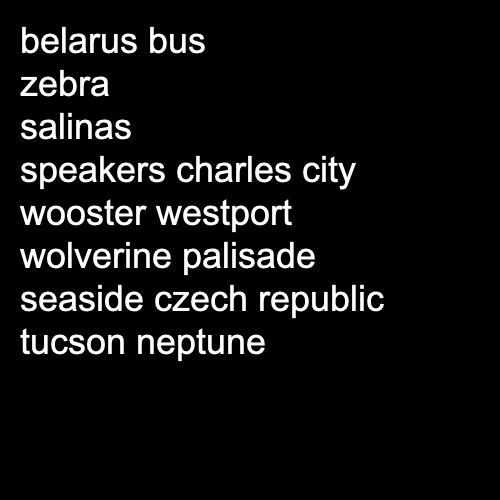 belarus bus
zebra
salinas
speakers charles city
wooster westport
wolverine palisade
seaside czech republic
tucson neptune